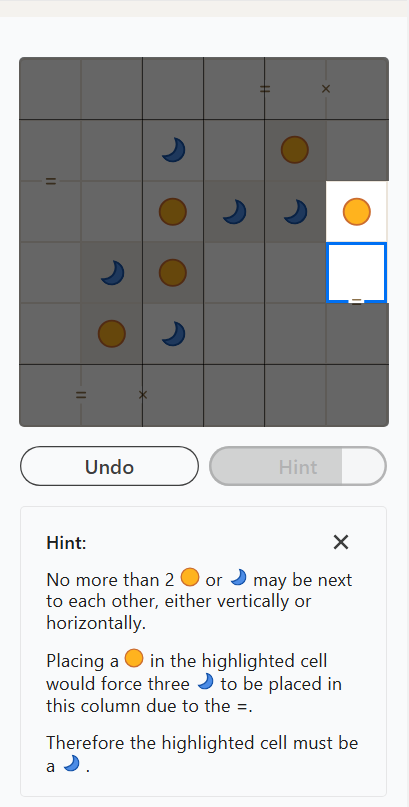 = ×
=
=
= ×
Undo
Hint
Hint: ×
No more than 2 or may be next
to each other, either vertically or
horizontally.
Placing a in the highlighted cell
would force three to be placed in
this column due to the =.
Therefore the highlighted cell must be
a .